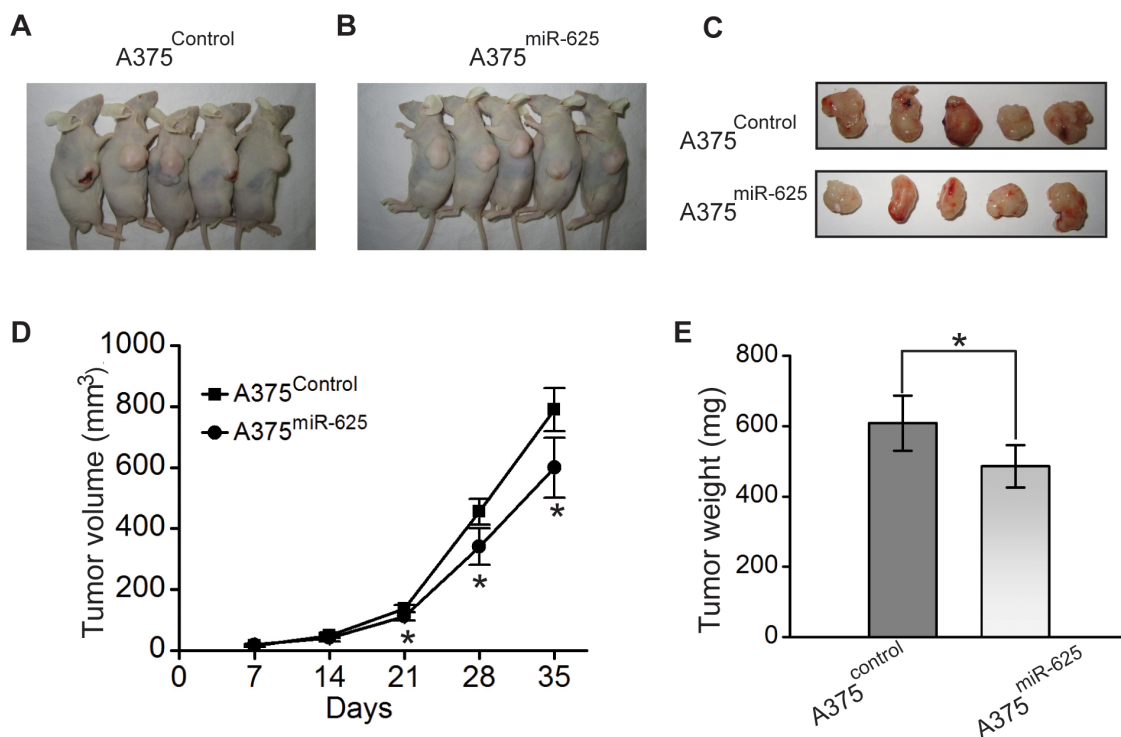 A
A375Control
B
A375miR-625
C
A375Control
A375miR-625
D
Tumor volume (mm3)
1000
800
600
400
200
0
A375Control
A375miR-625
*
*
*
0 7 14 21 28 35
Days
E
Tumor weight (mg)
800
600
400
200
0
*
A375control
A375miR-625